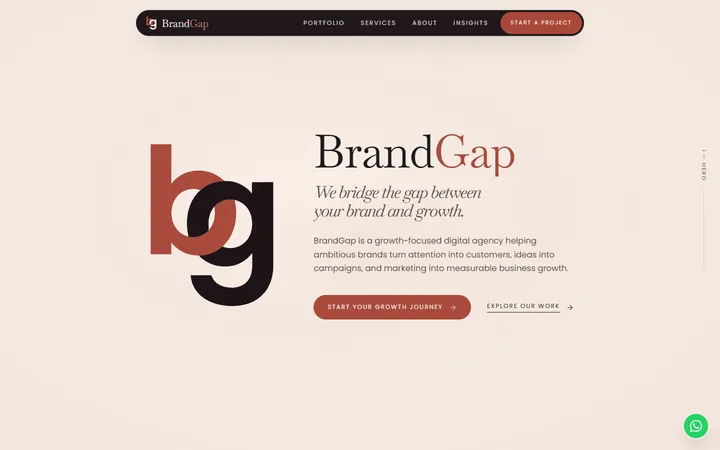 bg BrandGap
PORTFOLIO
SERVICES
ABOUT
INSIGHTS
START A PROJECT
bg
BrandGap
We bridge the gap between
your brand and growth.
BrandGap is a growth-focused digital agency helping
ambitious brands turn attention into customers, ideas into
campaigns, and marketing into measurable business growth.
START YOUR GROWTH JOURNEY →
EXPLORE OUR WORK →
I — HERO